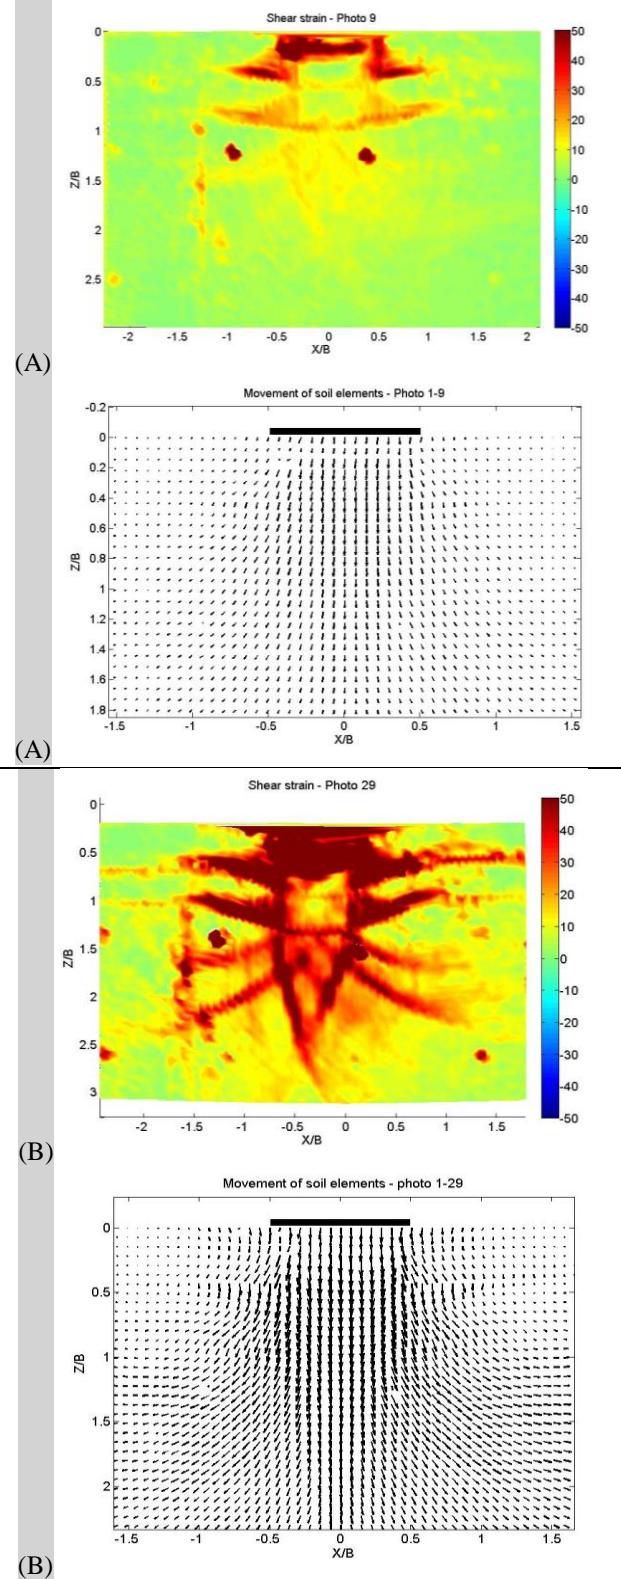 Shear strain - Photo 9
0
0.5
1
1.5
2
2.5
Z/B
-2 -1.5 -1 -0.5 0 0.5 1 1.5 2
X/B
50
40
30
20
10
0
-10
-20
-30
-40
-50
(A)
Movement of soil elements - Photo 1-9
-0.2
0
0.2
0.4
0.6
0.8
1
1.2
1.4
1.6
1.8
Z/B
-1.5 -1 -0.5 0 0.5 1 1.5
X/B
(A)
Shear strain - Photo 29
0
0.5
1
1.5
2
2.5
3
Z/B
-2 -1.5 -1 -0.5 0 0.5 1 1.5
X/B
50
40
30
20
10
0
-10
-20
-30
-40
-50
(B)
Movement of soil elements - photo 1-29
0
0.5
1
1.5
2
Z/B
-1.5 -1 -0.5 0 0.5 1 1.5
X/B
(B)